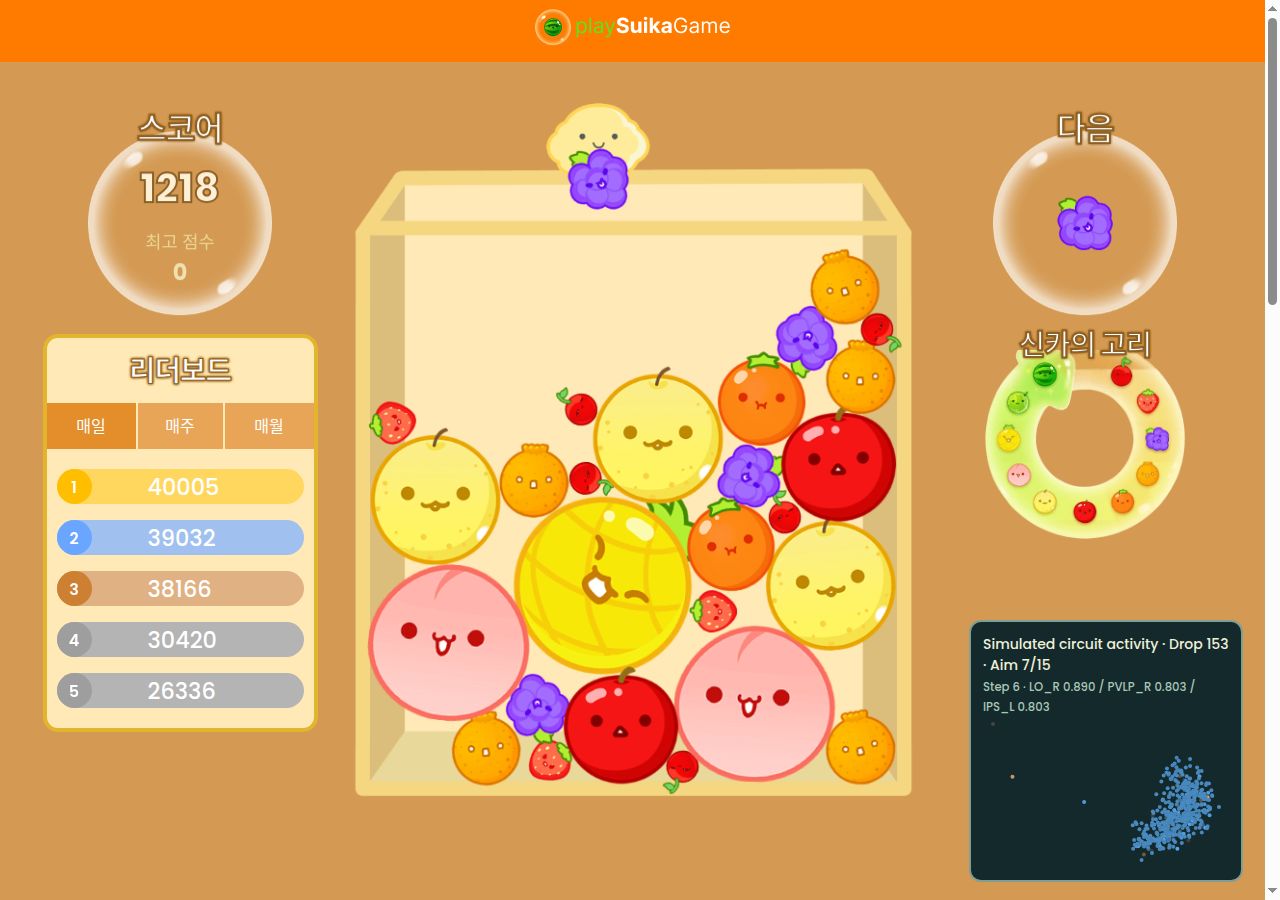 playSuikaGame
스코어
1218
최고 점수
0
리더보드
매일 매주 매월
1 40005
2 39032
3 38166
4 30420
5 26336
다음
신카의 고리
Simulated circuit activity · Drop 153
· Aim 7/15
Step 6 · LO_R 0.890 / PVLP_R 0.803 /
IPS_L 0.803